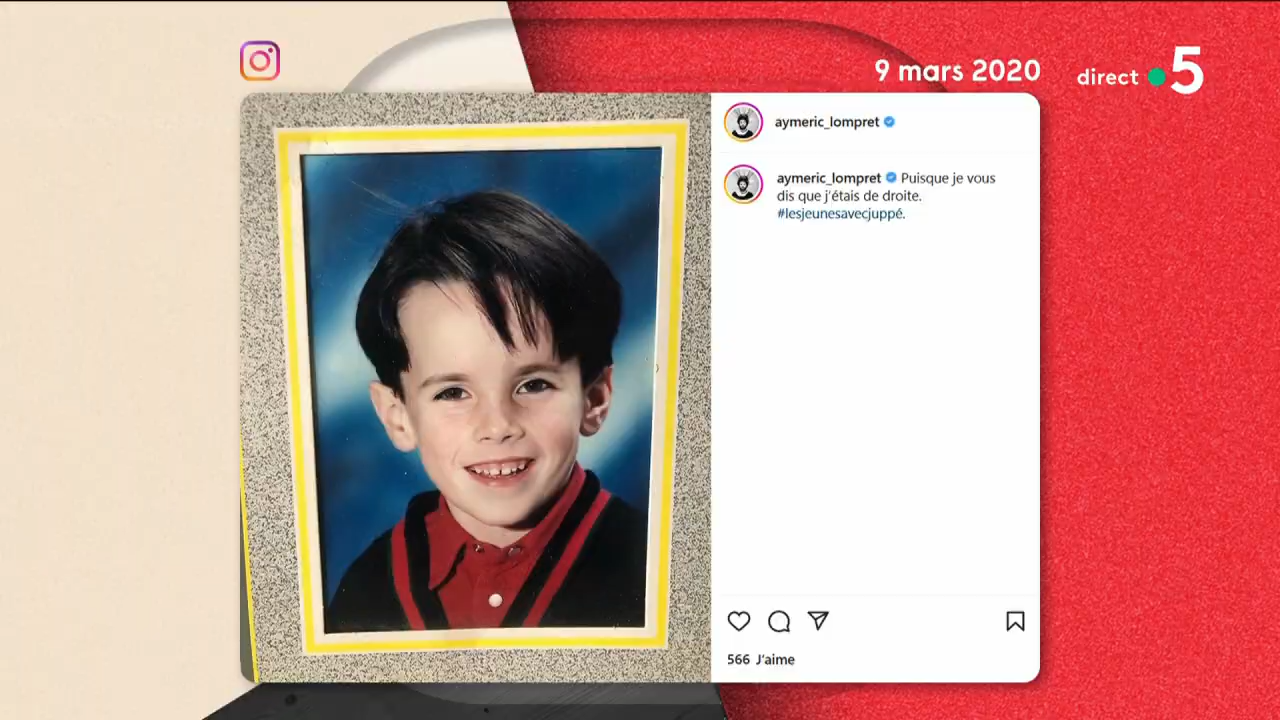 9 mars 2020
direct 5
aymeric_lompret
aymeric_lompret Puisque je vous
dis que j'étais de droite.
#lesjeunesavecjuppé.
566 J'aime